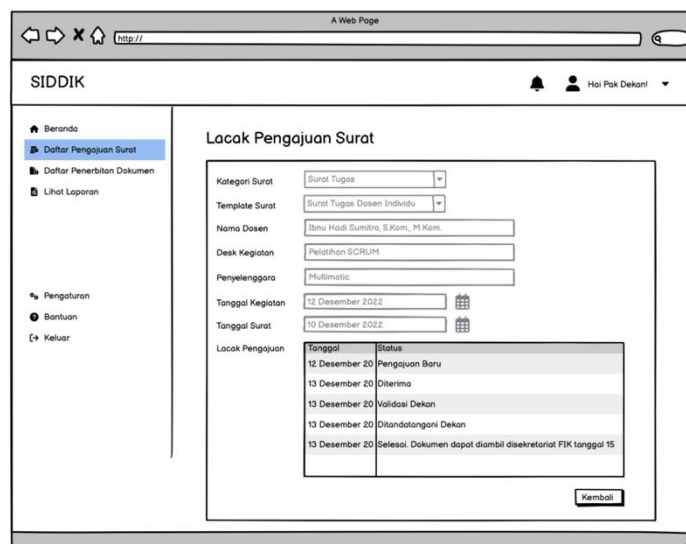 A Web Page
http://
SIDDIK
Hai Pak Dekan!
Beranda
Daftar Pengajuan Surat
Daftar Penerbitan Dokumen
Lihat Laporan
Pengaturan
Bantuan
Keluar
Lacak Pengajuan Surat
Kategori Surat Surat Tugas
Template Surat Surat Tugas Dosen Individu
Nama Dosen Ibnu Hadi Sumitro, S.Kom., M.Kom.
Desk Kegiatan Pelatihan SCRUM
Penyelenggara Multimatic
Tanggal Kegiatan 12 Desember 2022
Tanggal Surat 10 Desember 2022
Lacak Pengajuan Tanggal Status
12 Desember 20 Pengajuan Baru
13 Desember 20 Diterima
13 Desember 20 Validasi Dekan
13 Desember 20 Ditandatangani Dekan
13 Desember 20 Selesai. Dokumen dapat diambil disekretariat FIK tanggal 15
Kembali